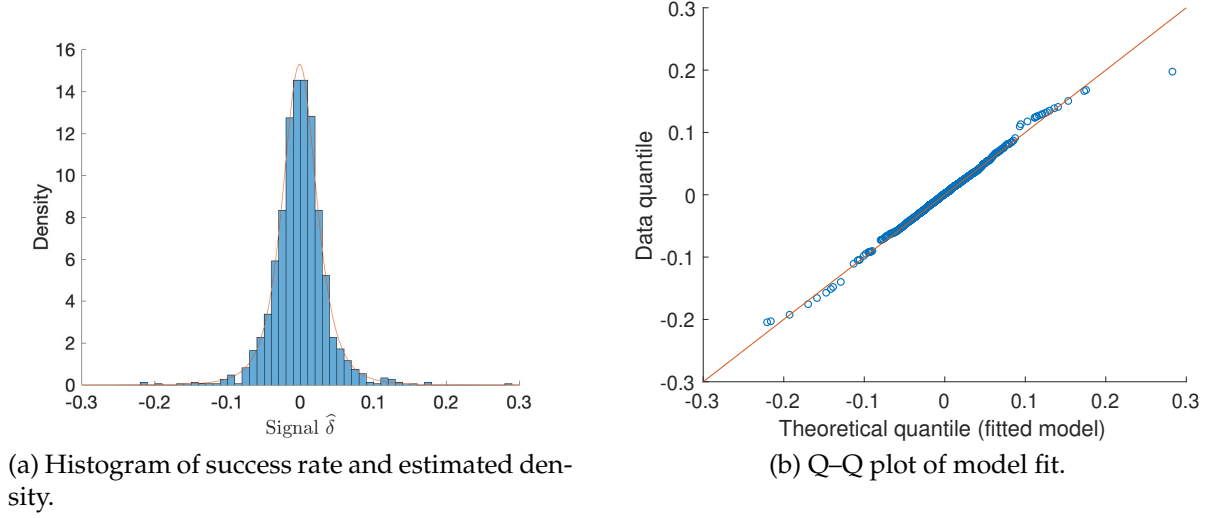 16
14
12
10
8
6
4
2
0
Density
-0.3 -0.2 -0.1 0 0.1 0.2 0.3
Signal δ̂
(a) Histogram of success rate and estimated den-
sity.
0.3
0.2
0.1
0
-0.1
-0.2
-0.3
Data quantile
-0.3 -0.2 -0.1 0 0.1 0.2 0.3
Theoretical quantile (fitted model)
(b) Q–Q plot of model fit.